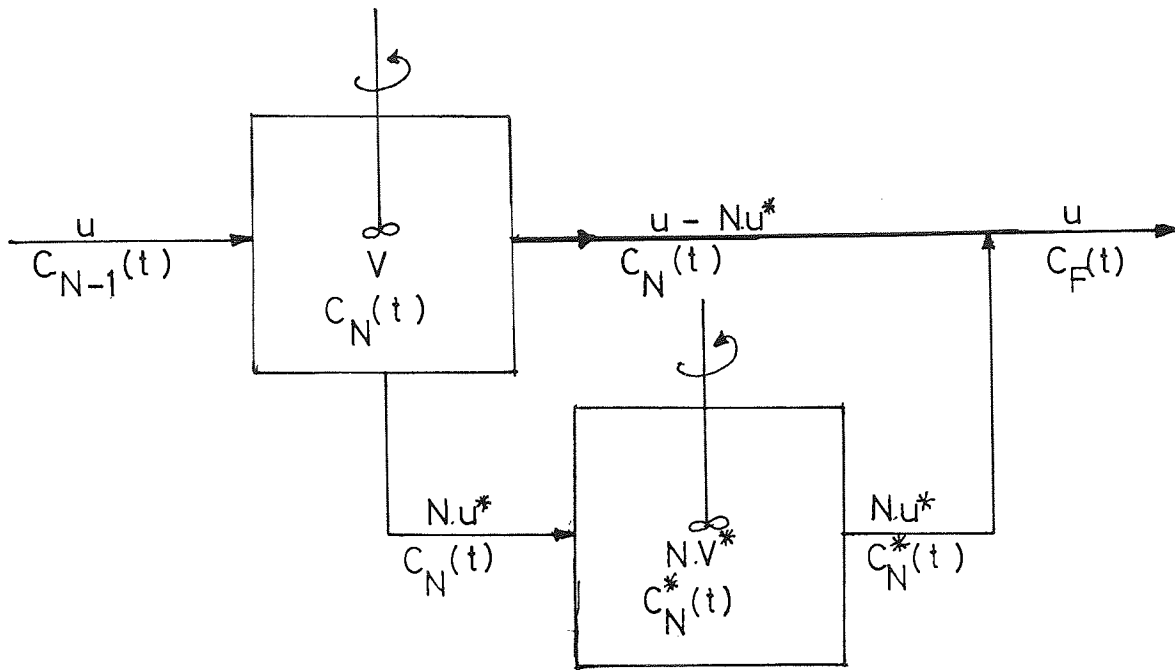 u
C_{N-1}(t)
V
C_N(t)
u - N.u*
C_N(t)
u
C_F(t)
N.u*
C_N(t)
N.V*
C*_N(t)
N.u*
C*_N(t)